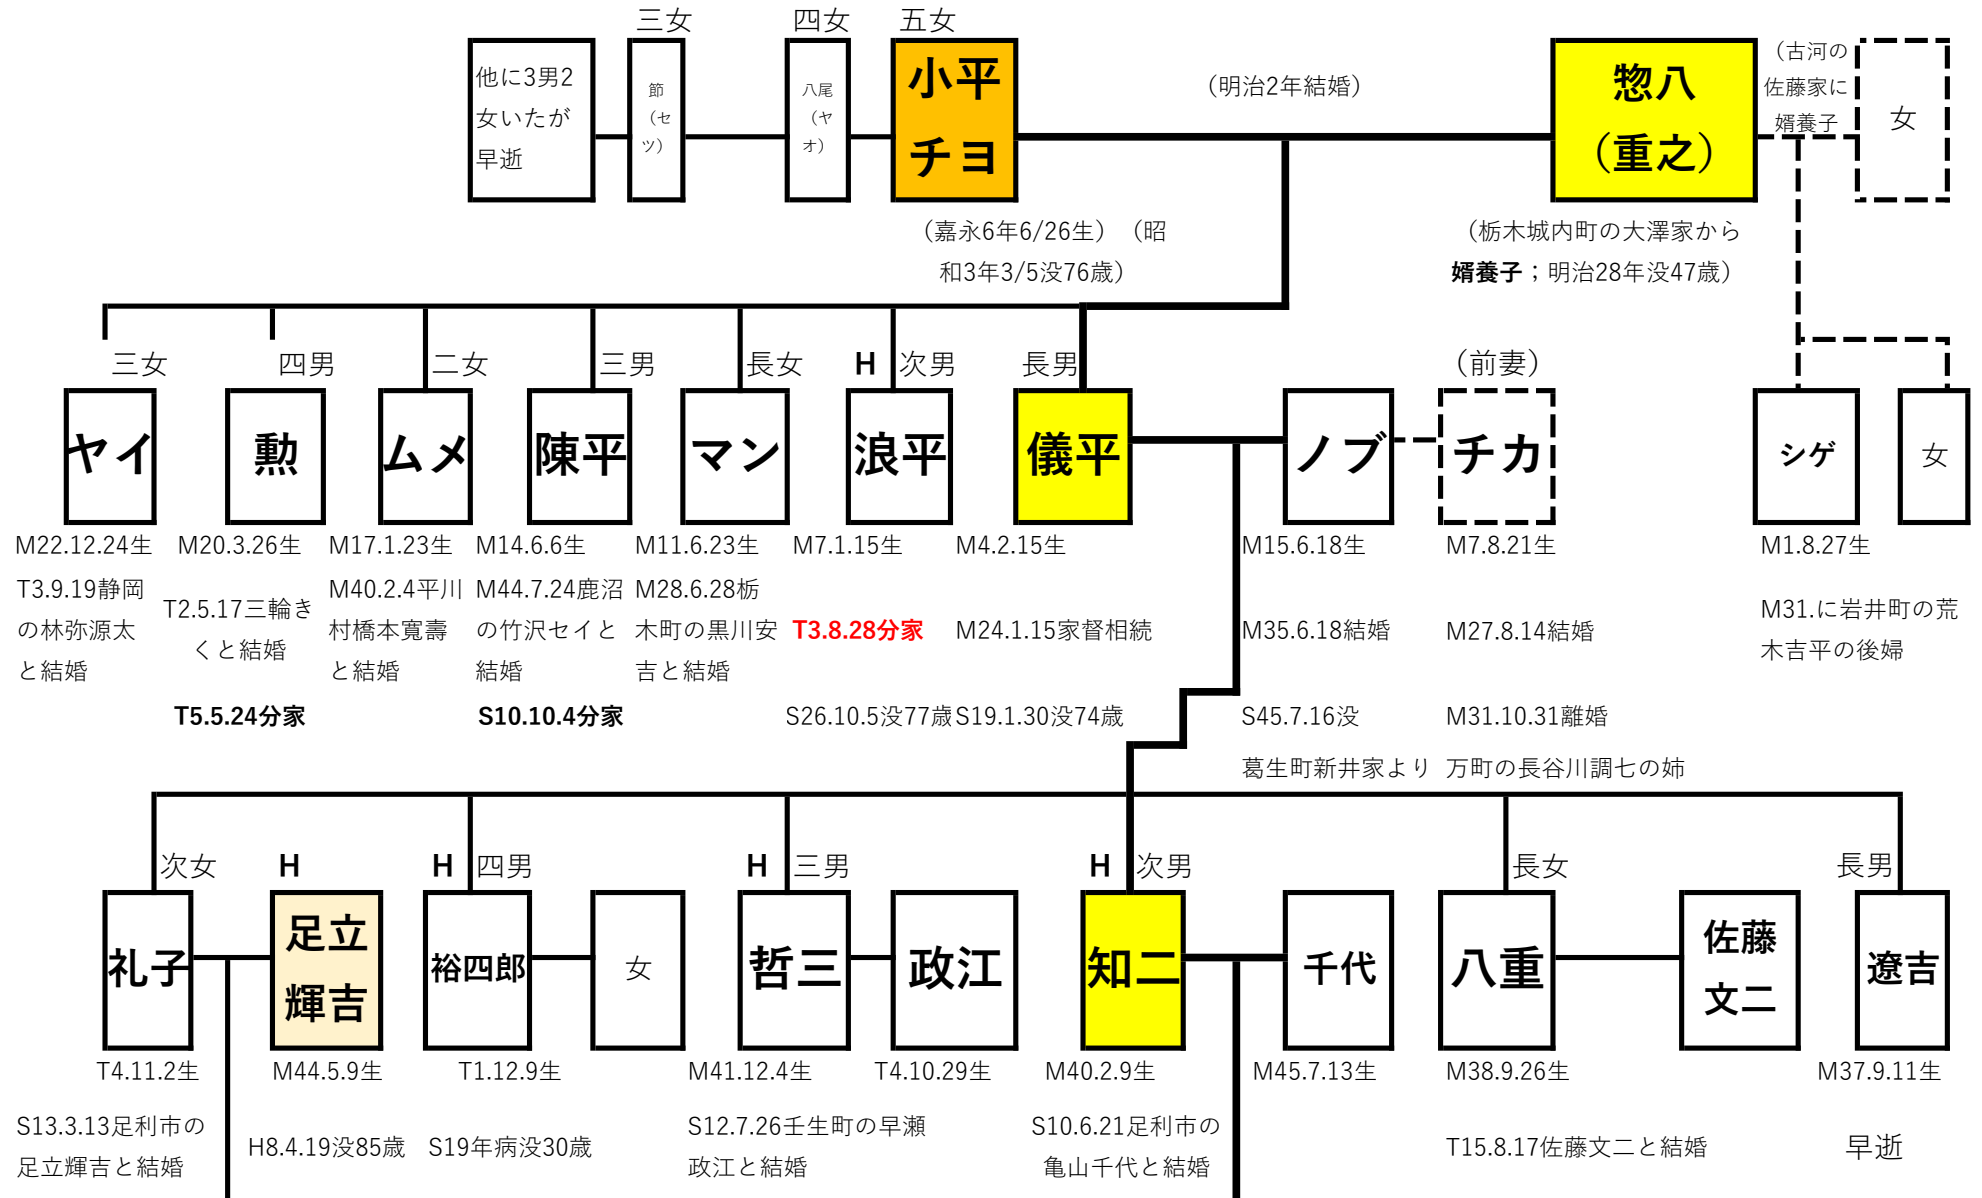 三女
四女
五女
他に3男2
女いたが
早逝
節
（セ
ツ）
八尾
（ヤ
オ）
小平
チヨ
（明治2年結婚）
惣八
（重之）
（古河の
佐藤家に
婿養子
女
（嘉永6年6/26生）（昭
和3年3/5没76歳）
（栃木城内町の大澤家から
婿養子；明治28年没47歳）
三女
四男
二女
三男
長女
H 次男
長男
（前妻）
ヤイ
勲
ムメ
陳平
マン
浪平
儀平
ノブ
チカ
シゲ
女
M22.12.24生
M20.3.26生
M17.1.23生
M14.6.6生
M11.6.23生
M7.1.15生
M4.2.15生
M15.6.18生
M7.8.21生
M1.8.27生
T3.9.19静岡
の林弥源太
と結婚
T2.5.17三輪き
くと結婚
M40.2.4平川
村橋本寛壽
と結婚
M44.7.24鹿沼
の竹沢セイと
結婚
M28.6.28栃
木町の黒川安
吉と結婚
T3.8.28分家
M24.1.15家督相続
M35.6.18結婚
M27.8.14結婚
M31.に岩井町の荒
木吉平の後婦
T5.5.24分家
S10.10.4分家
S26.10.5没77歳
S19.1.30没74歳
S45.7.16没
M31.10.31離婚
葛生町新井家より
万町の長谷川調七の姉
次女
H
H 四男
H 三男
H 次男
長女
長男
礼子
足立
輝吉
裕四郎
女
哲三
政江
知二
千代
八重
佐藤
文二
遼吉
T4.11.2生
M44.5.9生
T1.12.9生
M41.12.4生
T4.10.29生
M40.2.9生
M45.7.13生
M38.9.26生
M37.9.11生
S13.3.13足利市の
足立輝吉と結婚
H8.4.19没85歳
S19年病没30歳
S12.7.26壬生町の早瀬
政江と結婚
S10.6.21足利市の
亀山千代と結婚
T15.8.17佐藤文二と結婚
早逝